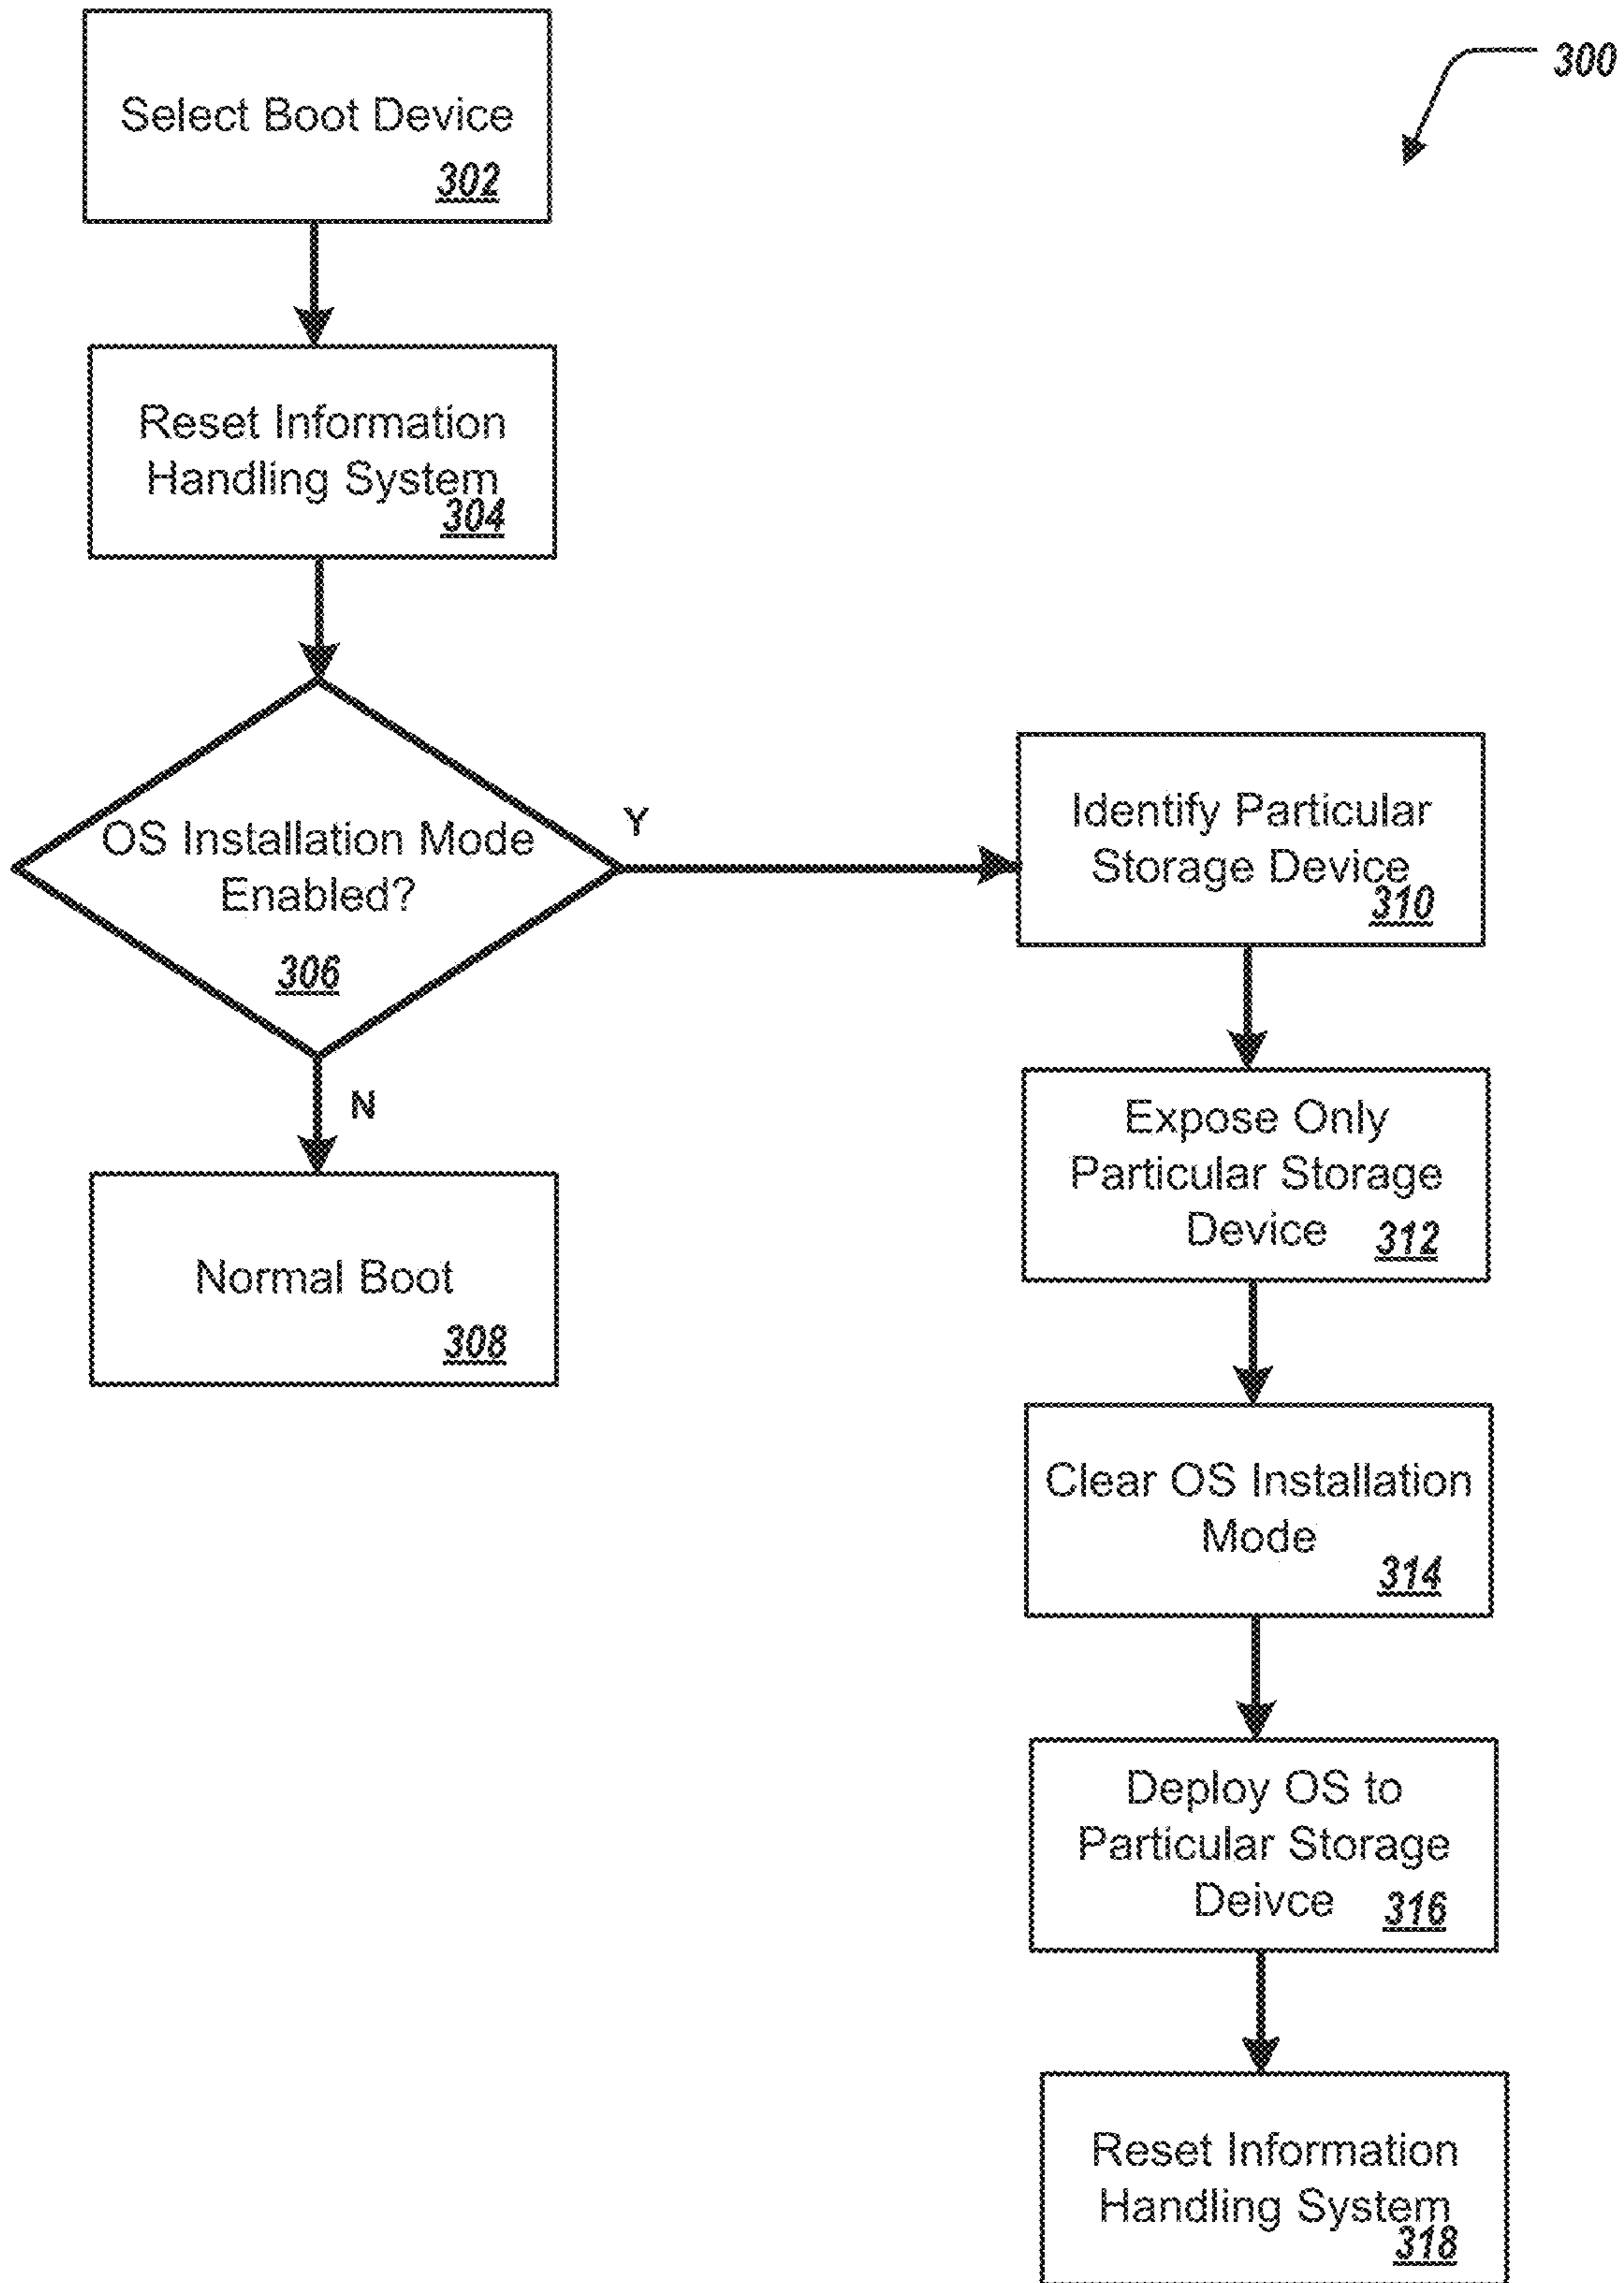 300
Select Boot Device
302
Reset Information
Handling System
304
OS Installation Mode
Enabled?
306
Y
N
Normal Boot
308
Identify Particular
Storage Device
310
Expose Only
Particular Storage
Device 312
Clear OS Installation
Mode
314
Deploy OS to
Particular Storage
Deivce 316
Reset Information
Handling System
318